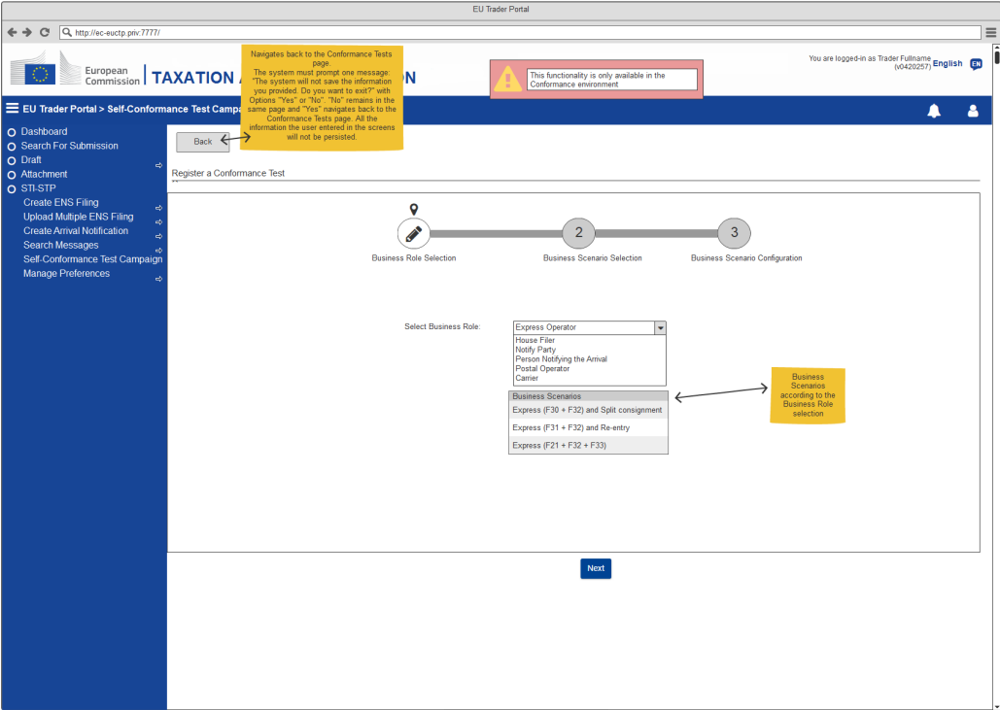 EU Trader Portal
http://ec-euctp.priv:7777/
European
Commission
TAXATION A
N
Navigates back to the Conformance Tests
page.
The system must prompt one message:
"The system will not save the information
you provided. Do you want to exit?" with
Options "Yes" or "No". "No" remains in the
same page and "Yes" navigates back to the
Conformance Tests page. All the
information the user entered in the screens
will not be persisted.
This functionality is only available in the
Conformance environment
You are logged-in as Trader Fullname
(v0420257)
English EN
EU Trader Portal > Self-Conformance Test Campa
Dashboard
Search For Submission
Draft
Attachment
STI-STP
Create ENS Filing
Upload Multiple ENS Filing
Create Arrival Notification
Search Messages
Self-Conformance Test Campaign
Manage Preferences
Back
Register a Conformance Test
2
3
Business Role Selection
Business Scenario Selection
Business Scenario Configuration
Select Business Role:
Express Operator
House Filer
Notify Party
Person Notifying the Arrival
Postal Operator
Carrier
Business Scenarios
Express (F30 + F32) and Split consignment
Express (F31 + F32) and Re-entry
Express (F21 + F32 + F33)
Business
Scenarios
according to the
Business Role
selection
Next